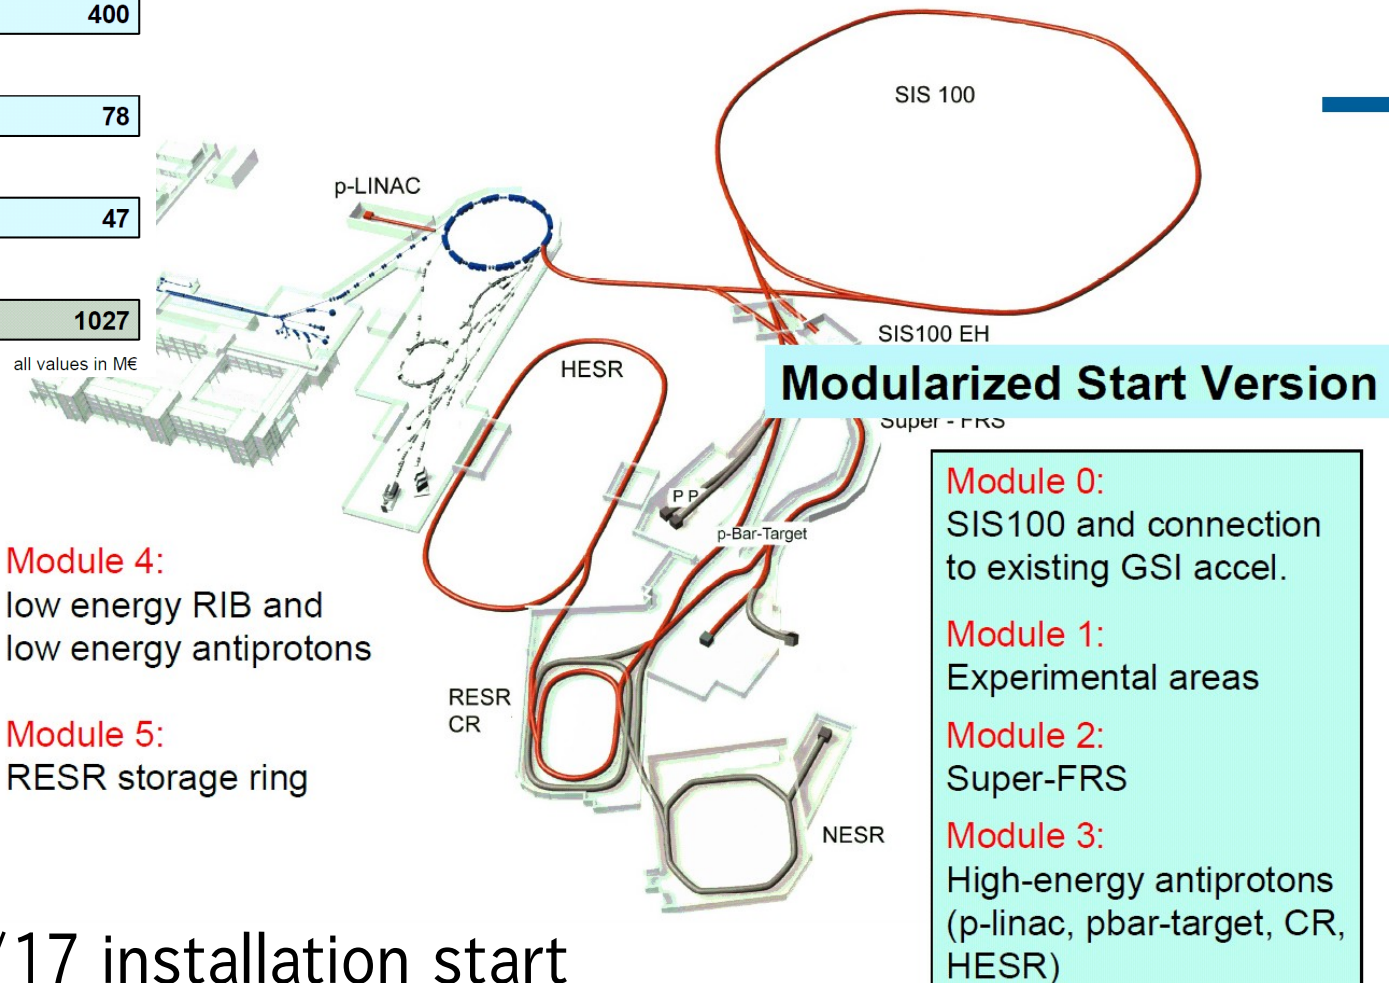 400
78
47
1027
all values in M€
SIS 100
p-LINAC
SIS100 EH
HESR
Modularized Start Version
Super - FRS
P P
p-Bar-Target
RESR
CR
NESR
Module 4:
low energy RIB and
low energy antiprotons
Module 5:
RESR storage ring
Module 0:
SIS100 and connection
to existing GSI accel.
Module 1:
Experimental areas
Module 2:
Super-FRS
Module 3:
High-energy antiprotons
(p-linac, pbar-target, CR,
HESR)
/17 installation start